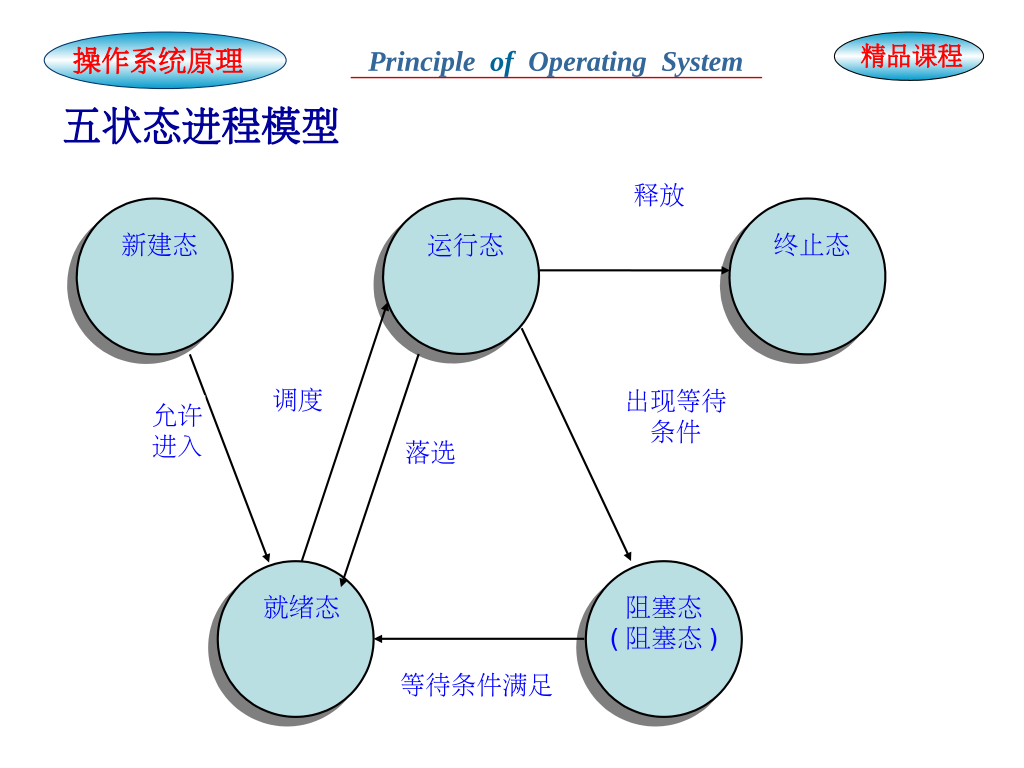 操作系统原理
Principle of Operating System
精品课程
五状态进程模型
释放
新建态
运行态
终止态
调度
允许
进入
出现等待
条件
落选
就绪态
阻塞态
(阻塞态)
等待条件满足